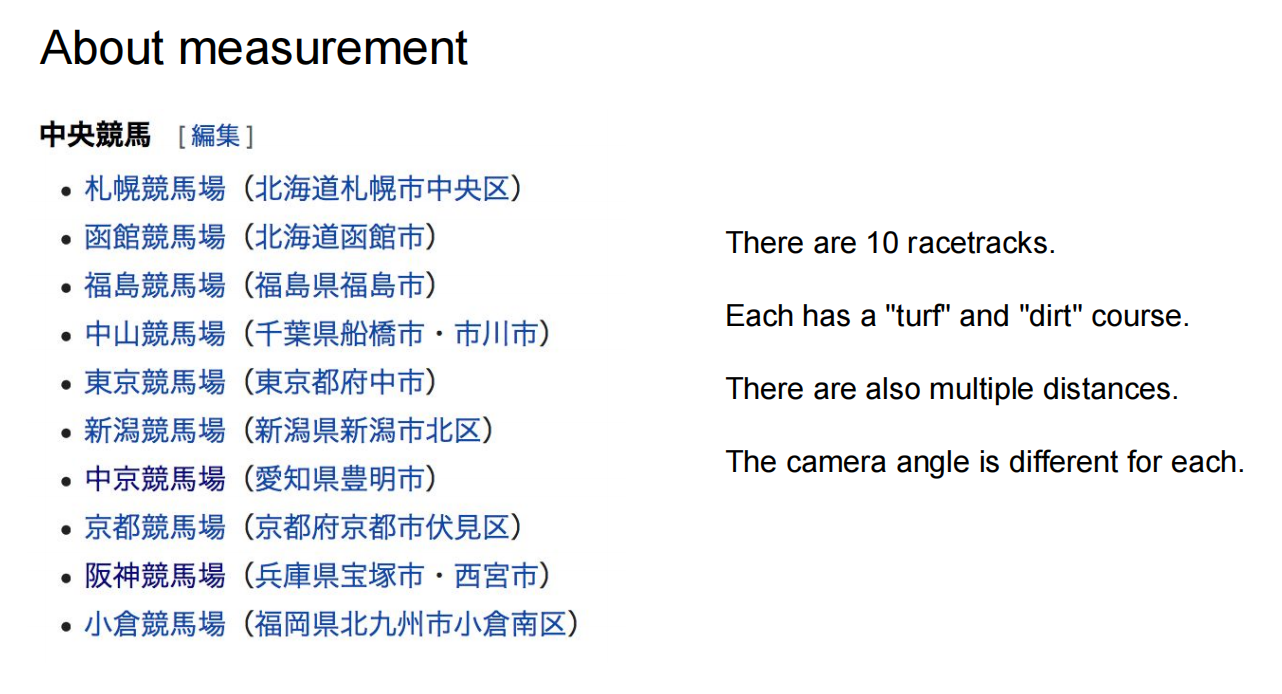 About measurement
中央競馬 [編集]
• 札幌競馬場（北海道札幌市中央区）
• 函館競馬場（北海道函館市）
• 福島競馬場（福島県福島市）
• 中山競馬場（千葉県船橋市・市川市）
• 東京競馬場（東京都府中市）
• 新潟競馬場（新潟県新潟市北区）
• 中京競馬場（愛知県豊明市）
• 京都競馬場（京都府京都市伏見区）
• 阪神競馬場（兵庫県宝塚市・西宮市）
• 小倉競馬場（福岡県北九州市小倉南区）
There are 10 racetracks.
Each has a "turf" and "dirt" course.
There are also multiple distances.
The camera angle is different for each.